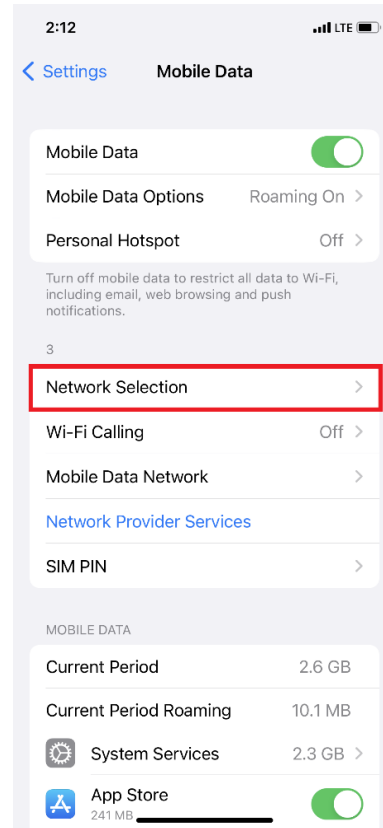 2:12 LTE
Settings Mobile Data
Mobile Data
Mobile Data Options Roaming On
Personal Hotspot Off
Turn off mobile data to restrict all data to Wi-Fi,
including email, web browsing and push
notifications.
3
Network Selection
Wi-Fi Calling Off
Mobile Data Network
Network Provider Services
SIM PIN
MOBILE DATA
Current Period 2.6 GB
Current Period Roaming 10.1 MB
System Services 2.3 GB
App Store
241 MB